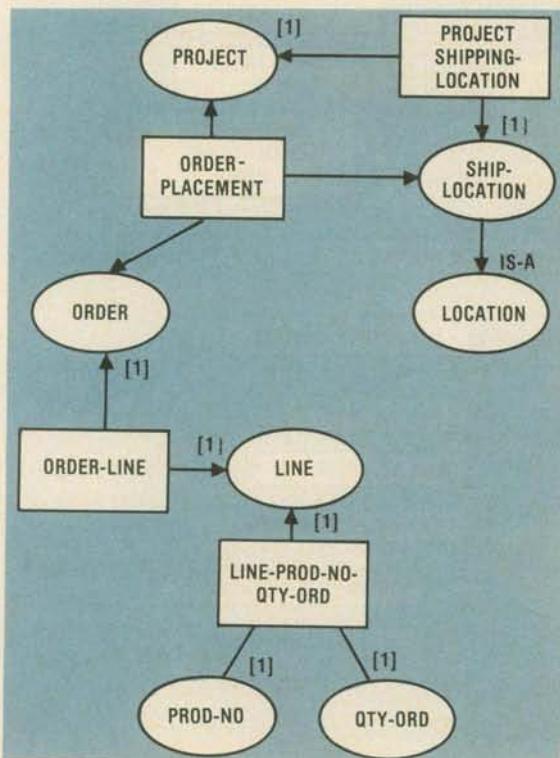 [1]
PROJECT
PROJECT
SHIPPING-
LOCATION
[1}
ORDER-
PLACEMENT
SHIP-
LOCATION
IS-A
ORDER
LOCATION
[1]
ORDER-LINE
[1}
LINE
[1]
LINE-PROD-NO-
QTY-ORD
[1]
[1]
PROD-NO
QTY-ORD